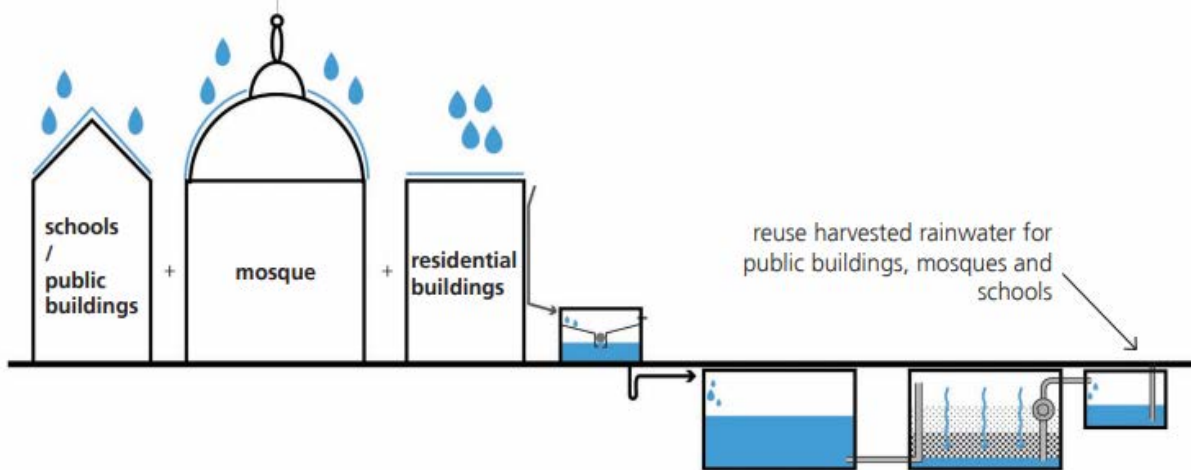 schools
/
public
buildings
+
mosque
+
residential
buildings
reuse harvested rainwater for
public buildings, mosques and
schools